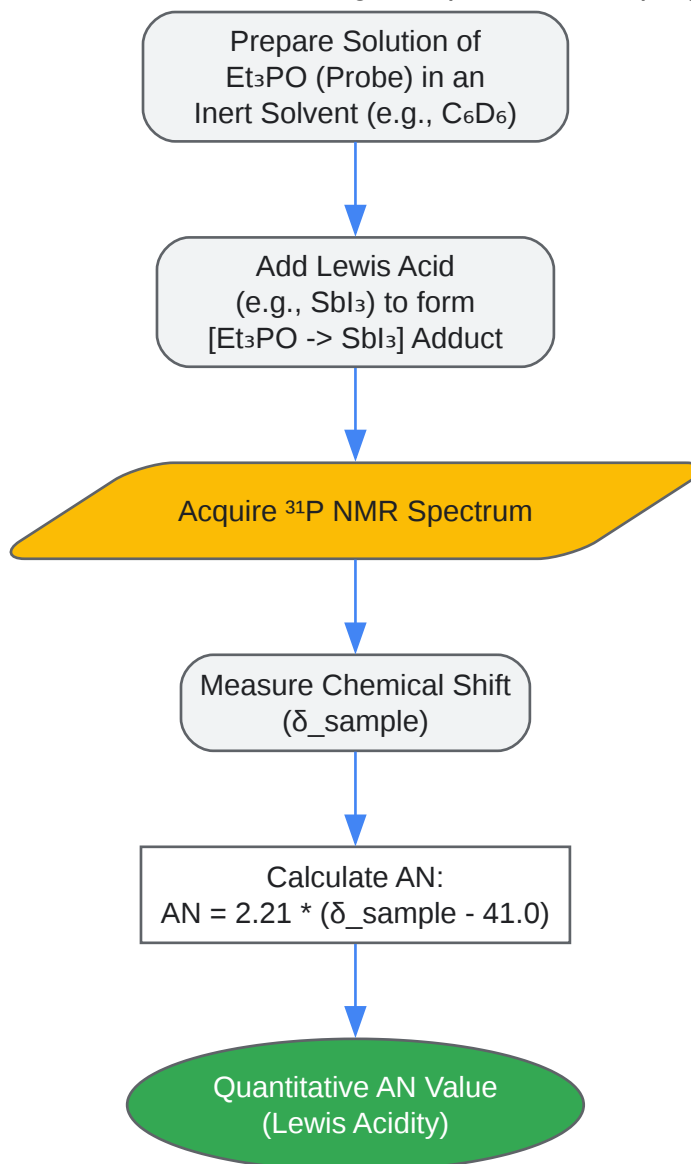 Prepare Solution of
Et₃PO (Probe) in an
Inert Solvent (e.g., C₆D₆)
Add Lewis Acid
(e.g., SbI₃) to form
[Et₃PO -> SbI₃] Adduct
Acquire ³¹P NMR Spectrum
Measure Chemical Shift
(δ_sample)
Calculate AN:
AN = 2.21 * (δ_sample - 41.0)
Quantitative AN Value
(Lewis Acidity)